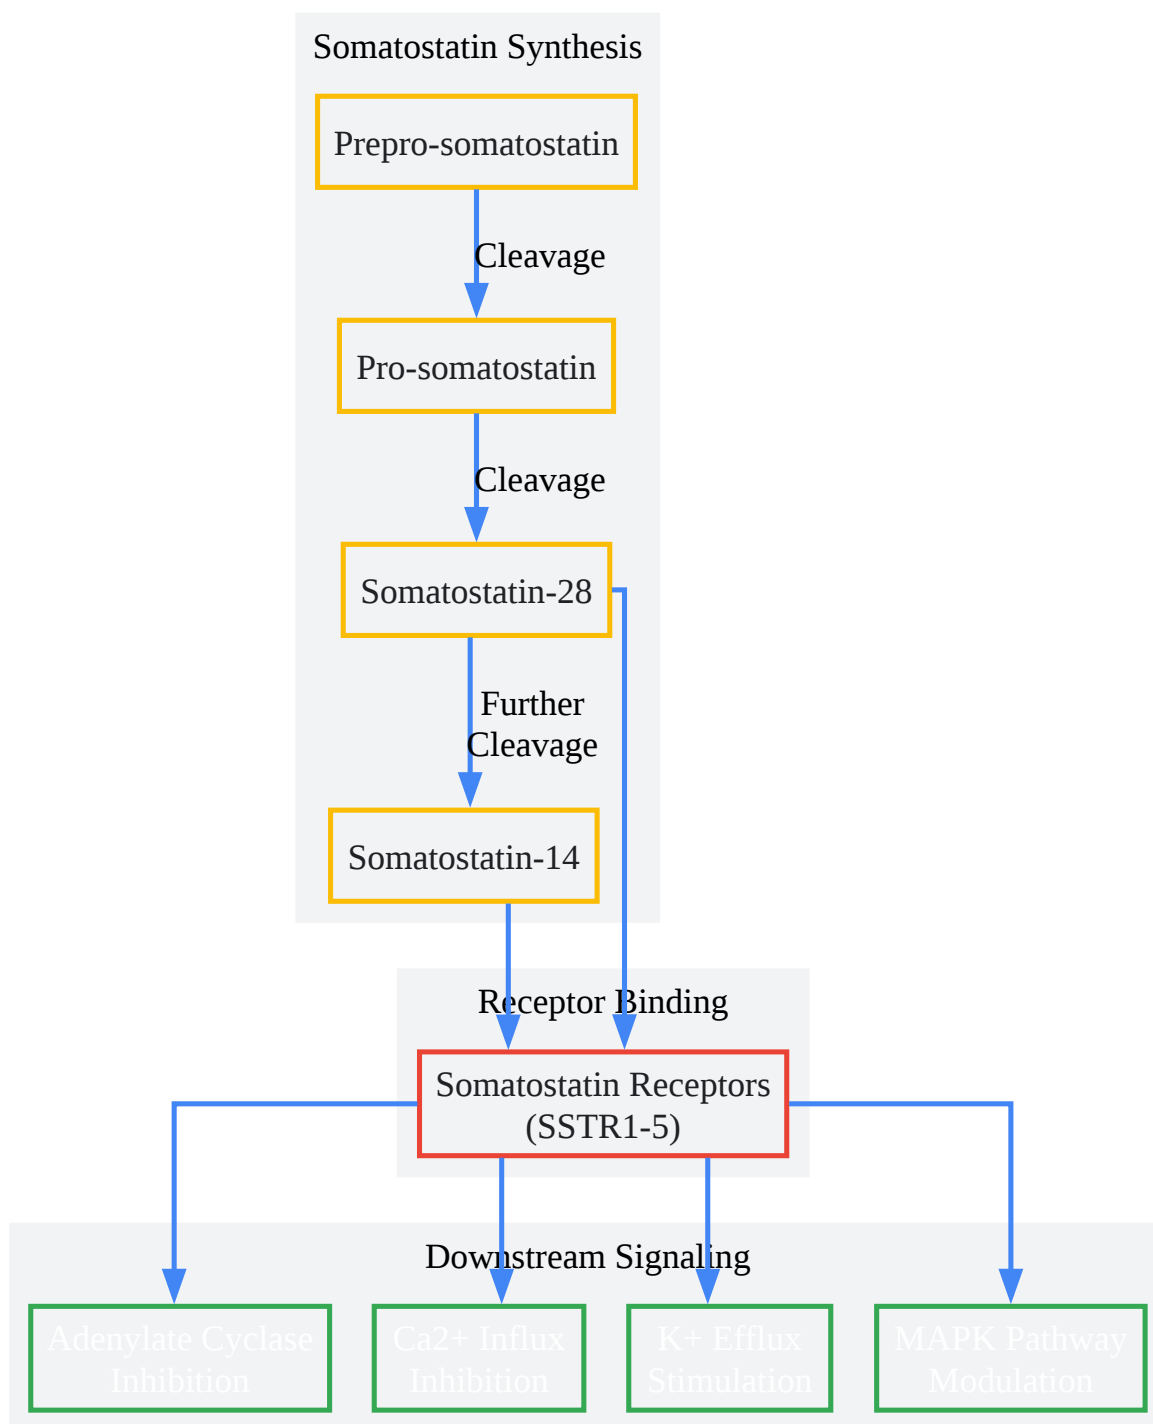 Somatostatin Synthesis
Prepro-somatostatin
Cleavage
Pro-somatostatin
Cleavage
Somatostatin-28
Further
Cleavage
Somatostatin-14
Receptor Binding
Somatostatin Receptors
(SSTR1-5)
Downstream Signaling
Adenylate Cyclase
Inhibition
Ca2+ Influx
Inhibition
K+ Efflux
Stimulation
MAPK Pathway
Modulation